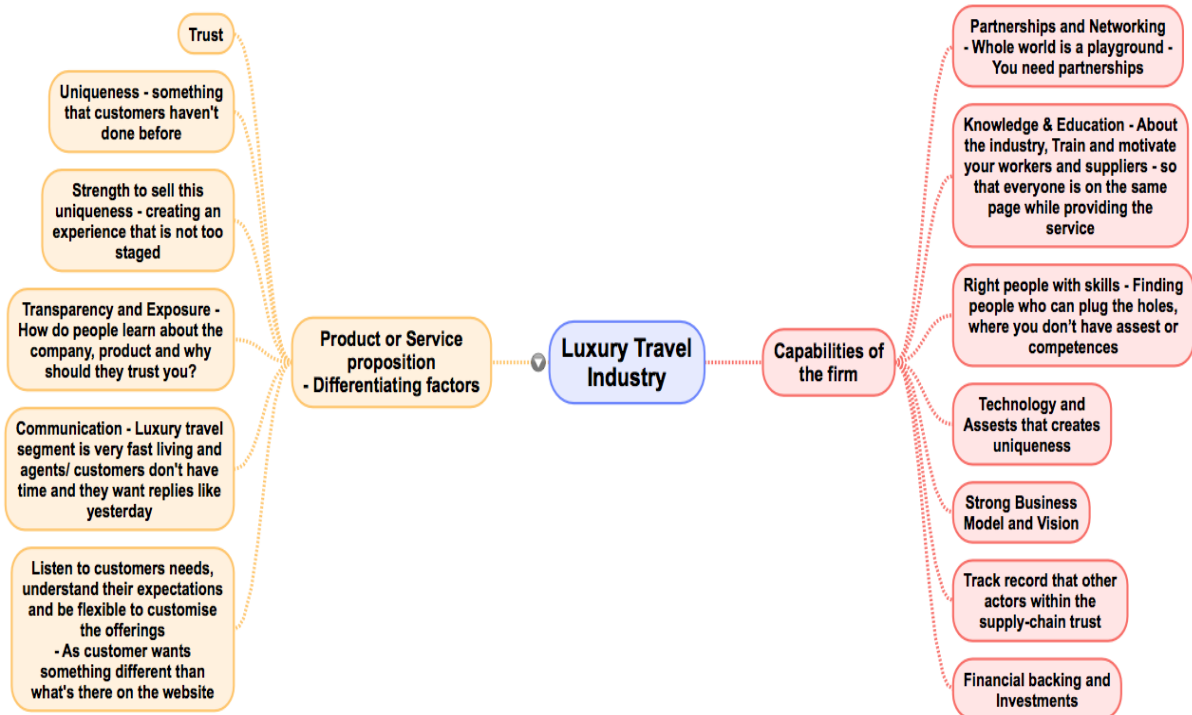 Trust
Uniqueness - something
that customers haven't
done before
Strength to sell this
uniqueness - creating an
experience that is not too
staged
Transparency and Exposure -
How do people learn about the
company, product and why
should they trust you?
Communication - Luxury travel
segment is very fast living and
agents/ customers don't have
time and they want replies like
yesterday
Listen to customers needs,
understand their expectations
and be flexible to customise
the offerings
- As customer wants
something different than
what's there on the website
Product or Service
proposition
- Differentiating factors
Luxury Travel
Industry
Capabilities of
the firm
Partnerships and Networking
- Whole world is a playground -
You need partnerships
Knowledge & Education - About
the industry, Train and motivate
your workers and suppliers - so
that everyone is on the same
page while providing the
service
Right people with skills - Finding
people who can plug the holes,
where you don't have assest or
competences
Technology and
Assests that creates
uniqueness
Strong Business
Model and Vision
Track record that other
actors within the
supply-chain trust
Financial backing and
Investments